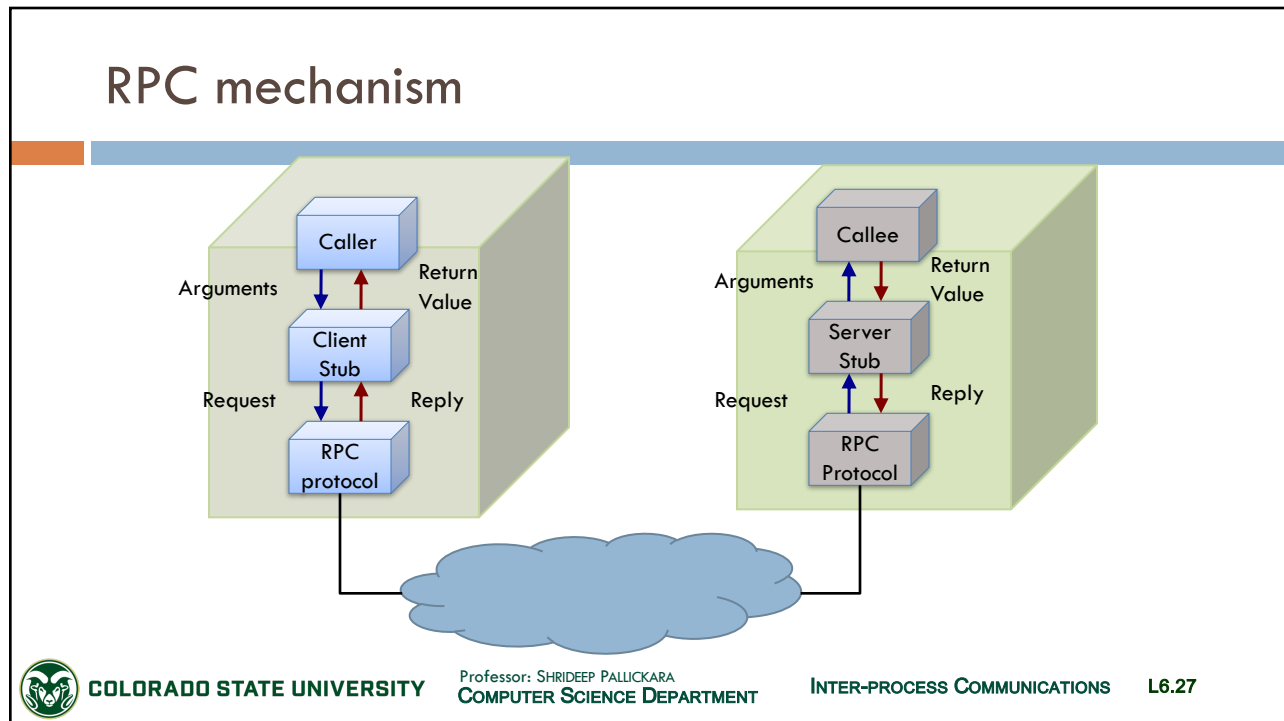 RPC mechanism
Caller
Arguments
Return
Value
Client
Stub
Request
Reply
RPC
protocol
Callee
Arguments
Return
Value
Server
Stub
Request
Reply
RPC
Protocol
COLORADO STATE UNIVERSITY
Professor: SHRIDEEP PALLICKARA
COMPUTER SCIENCE DEPARTMENT
INTER-PROCESS COMMUNICATIONS
L6.27